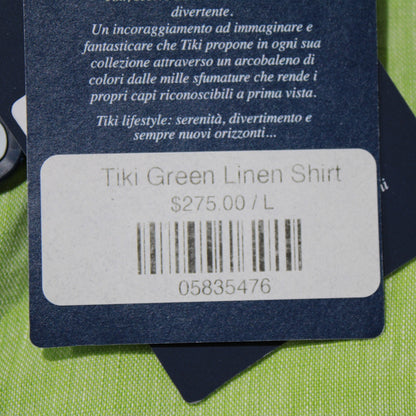 divertente.
Un incoraggiamento ad immaginare e
fantasticare che Tiki propone in ogni sua
collezione attraverso un arcobaleno di
colori dalle mille sfumature che rende i
propri capi riconoscibili a prima vista.
Tiki lifestyle: serenità, divertimento e
sempre nuovi orizzonti...
Tiki Green Linen Shirt
$275.00 / L
05835476